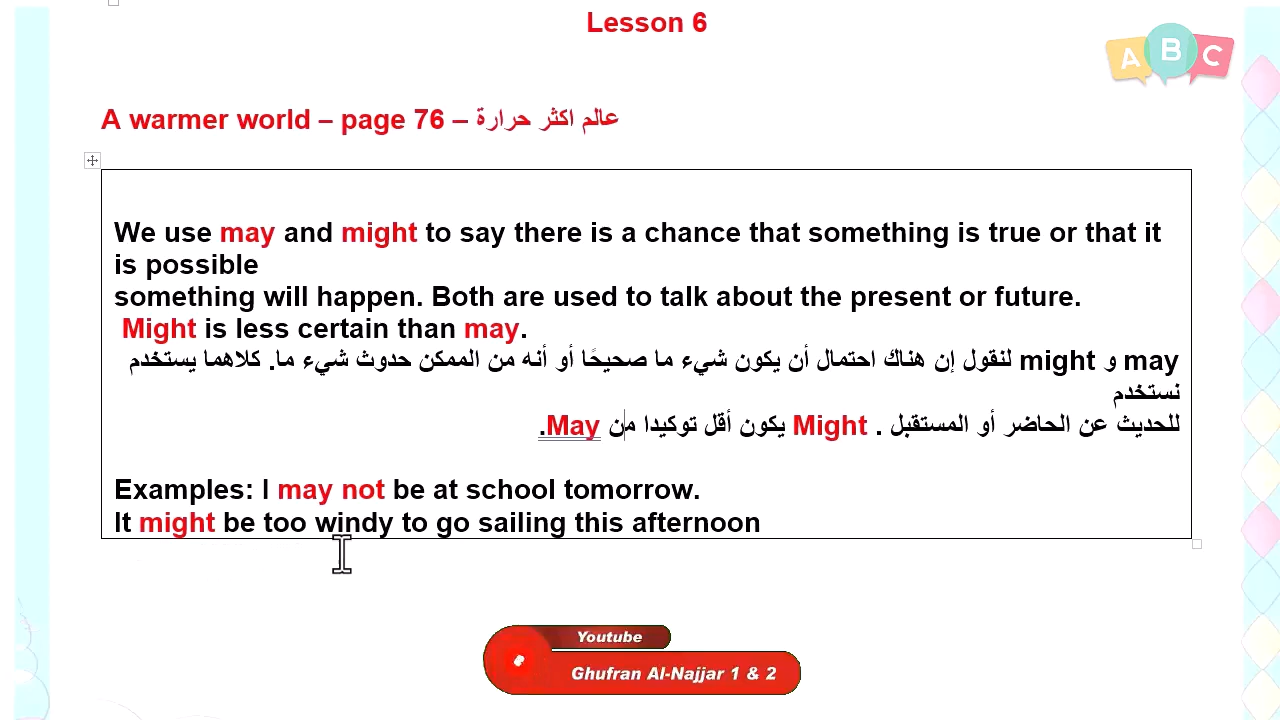 Lesson 6
A B C
A warmer world – page 76 – عالم اكثر حرارة
We use may and might to say there is a chance that something is true or that it
is possible
something will happen. Both are used to talk about the present or future.
Might is less certain than may.
may و might لنقول إن هناك احتمال أن يكون شيء ما صحيحًا أو أنه من الممكن حدوث شيء ما. كلاهما يستخدم
نستخدم
للحديث عن الحاضر أو المستقبل . Might يكون أقل توكيدا من May.
Examples: I may not be at school tomorrow.
It might be too windy to go sailing this afternoon
Youtube
Ghufran Al-Najjar 1 & 2